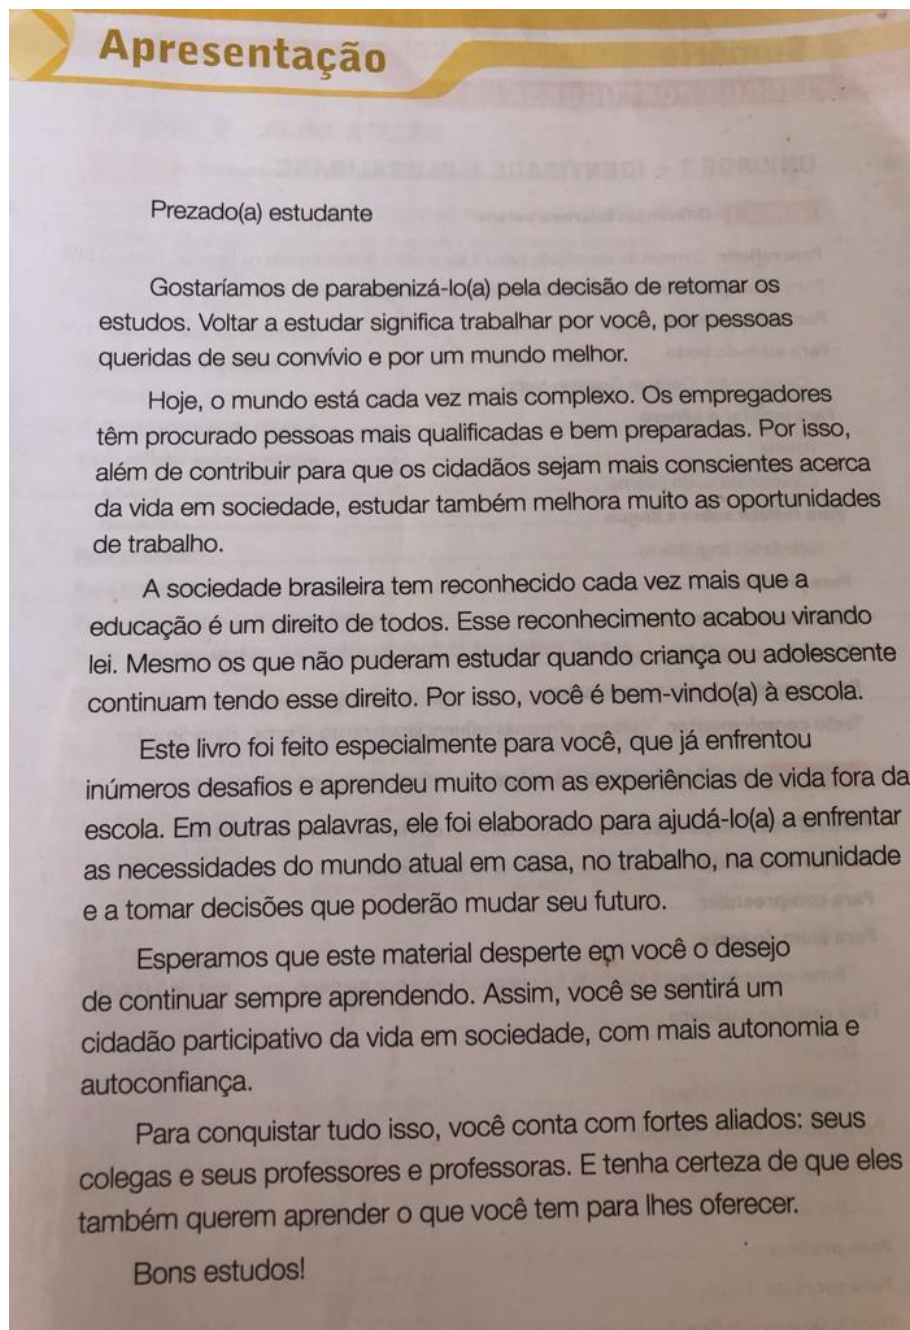 Apresentação
Prezado(a) estudante
Gostaríamos de parabenizá-lo(a) pela decisão de retomar os
estudos. Voltar a estudar significa trabalhar por você, por pessoas
queridas de seu convívio e por um mundo melhor.
Hoje, o mundo está cada vez mais complexo. Os empregadores
têm procurado pessoas mais qualificadas e bem preparadas. Por isso,
além de contribuir para que os cidadãos sejam mais conscientes acerca
da vida em sociedade, estudar também melhora muito as oportunidades
de trabalho.
A sociedade brasileira tem reconhecido cada vez mais que a
educação é um direito de todos. Esse reconhecimento acabou virando
lei. Mesmo os que não puderam estudar quando criança ou adolescente
continuam tendo esse direito. Por isso, você é bem-vindo(a) à escola.
Este livro foi feito especialmente para você, que já enfrentou
inúmeros desafios e aprendeu muito com as experiências de vida fora da
escola. Em outras palavras, ele foi elaborado para ajudá-lo(a) a enfrentar
as necessidades do mundo atual em casa, no trabalho, na comunidade
e a tomar decisões que poderão mudar seu futuro.
Esperamos que este material desperte em você o desejo
de continuar sempre aprendendo. Assim, você se sentirá um
cidadão participativo da vida em sociedade, com mais autonomia e
autoconfiança.
Para conquistar tudo isso, você conta com fortes aliados: seus
colegas e seus professores e professoras. E tenha certeza de que eles
também querem aprender o que você tem para lhes oferecer.
Bons estudos!